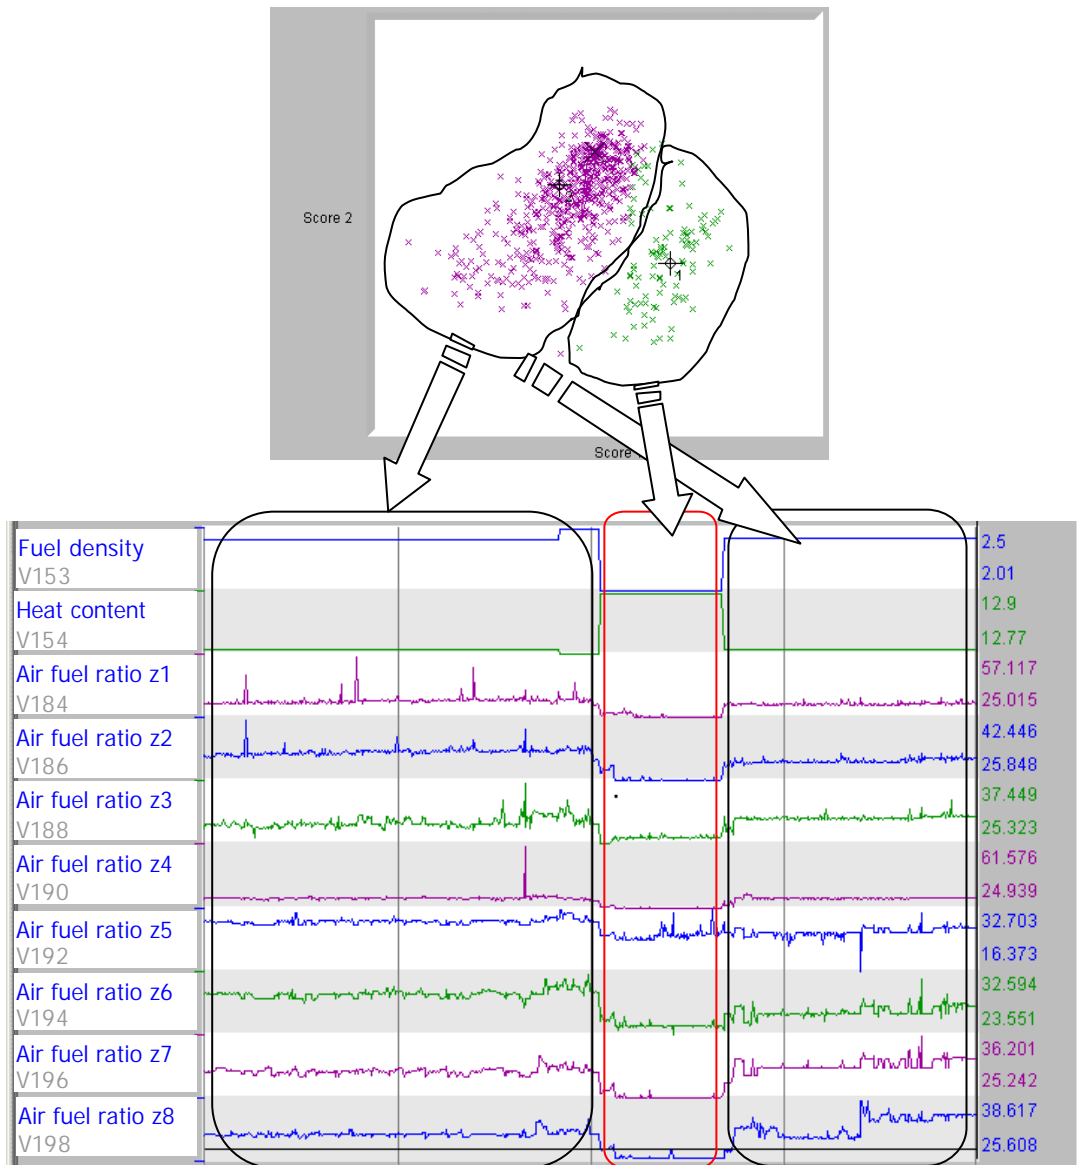 Score 2
2
1
Score
Fuel density
V153
2.5
2.01
Heat content
V154
12.9
12.77
Air fuel ratio z1
V184
57.117
25.015
Air fuel ratio z2
V186
42.446
25.848
Air fuel ratio z3
V188
37.449
25.323
Air fuel ratio z4
V190
61.576
24.939
Air fuel ratio z5
V192
32.703
16.373
Air fuel ratio z6
V194
32.594
23.551
Air fuel ratio z7
V196
36.201
25.242
Air fuel ratio z8
V198
38.617
25.608